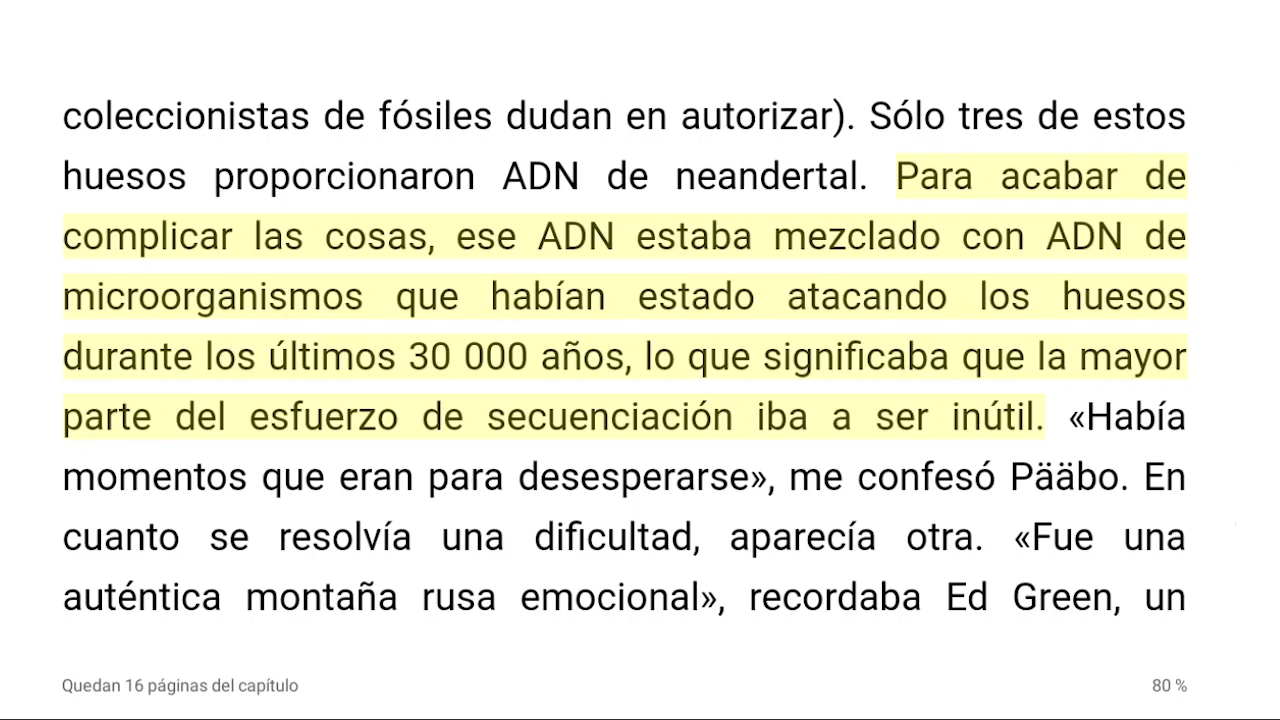 coleccionistas de fósiles dudan en autorizar). Sólo tres de estos
huesos proporcionaron ADN de neandertal. Para acabar de
complicar las cosas, ese ADN estaba mezclado con ADN de
microorganismos que habían estado atacando los huesos
durante los últimos 30 000 años, lo que significaba que la mayor
parte del esfuerzo de secuenciación iba a ser inútil. «Había
momentos que eran para desesperarse», me confesó Pääbo. En
cuanto se resolvía una dificultad, aparecía otra. «Fue una
auténtica montaña rusa emocional», recordaba Ed Green, un
Quedan 16 páginas del capítulo
80 %